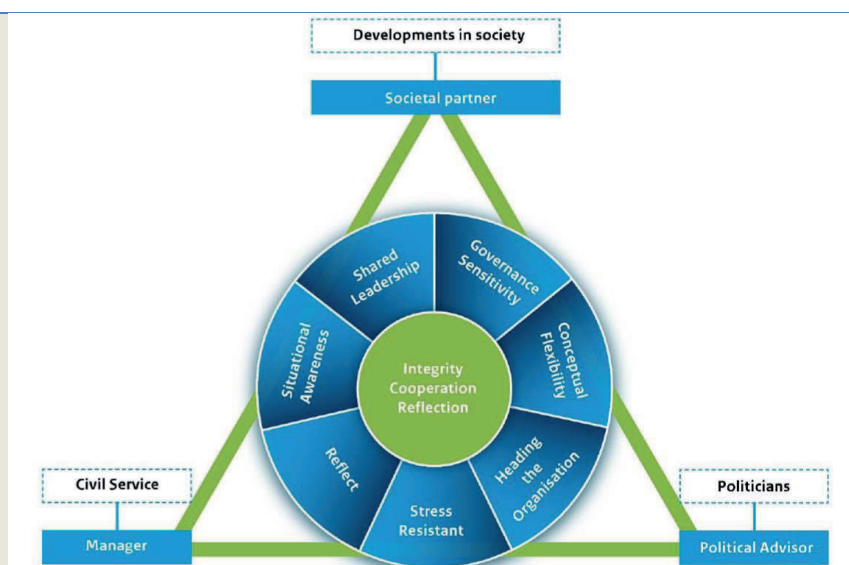 Developments in society
Societal partner
Shared
Leadership
Governance
Sensitivity
Situational
Awareness
Conceptual
Flexibility
Integrity
Cooperation
Reflection
Reflect
Heading
the
Organisation
Stress
Resistant
Civil Service
Manager
Politicians
Political Advisor